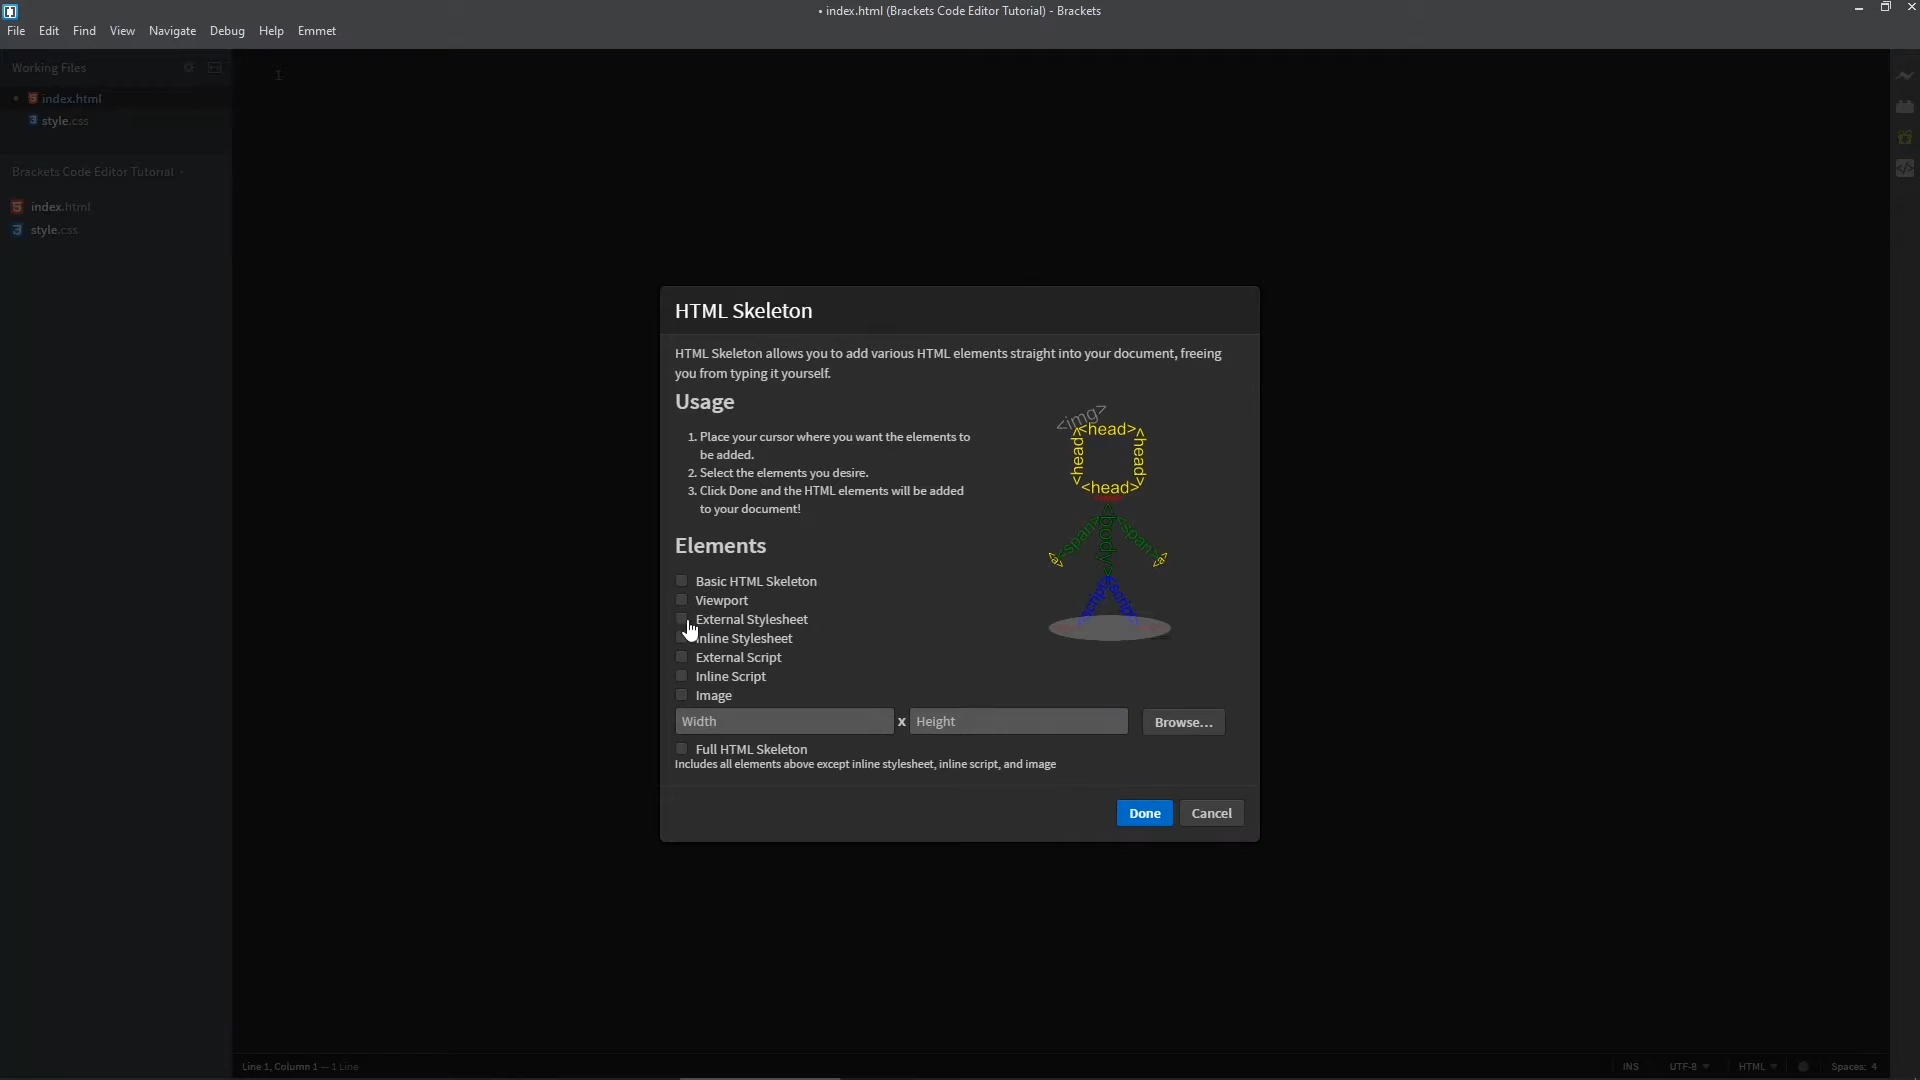 • index.html (Brackets Code Editor Tutorial) - Brackets
File Edit Find View Navigate Debug Help Emmet
Working Files
1
• index.html
style.css
Brackets Code Editor Tutorial
index.html
style.css
HTML Skeleton
HTML Skeleton allows you to add various HTML elements straight into your document, freeing
you from typing it yourself.
Usage
1. Place your cursor where you want the elements to
be added.
2. Select the elements you desire.
3. Click Done and the HTML elements will be added
to your document!
<img>
<head>
<head>
<head>
<head>
<span>
<body>
<span>
<a>
<a>
<script>
<script>
Elements
Basic HTML Skeleton
Viewport
External Stylesheet
Inline Stylesheet
External Script
Inline Script
Image
Width x Height Browse...
Full HTML Skeleton
Includes all elements above except inline stylesheet, inline script, and image
Done Cancel
Line 1, Column 1 — 1 Line INS UTF-8 HTML Spaces: 4